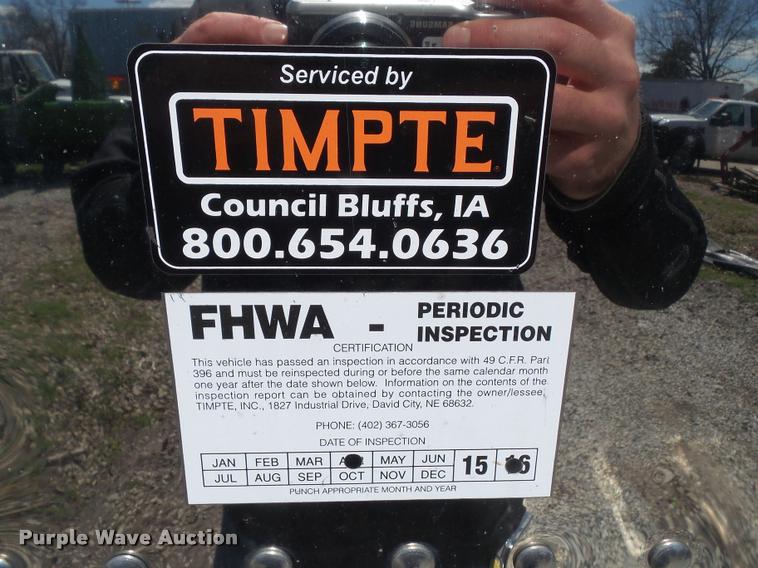 SAMSUNG
Serviced by
TIMPTE
Council Bluffs, IA
800.654.0636
FHWA - PERIODIC INSPECTION
CERTIFICATION
This vehicle has passed an inspection in accordance with 49 C.F.R. Part
396 and must be reinspected during or before the same calendar month
one year after the date shown below. Information on the contents of the
inspection report can be obtained by contacting the owner/lessee,
TIMPTE, INC., 1827 Industrial Drive, David City, NE 68632.
PHONE: (402) 367-3056
DATE OF INSPECTION
JAN FEB MAR MAY JUN 15
JUL AUG SEP OCT NOV DEC
PUNCH APPROPRIATE MONTH AND YEAR
Purple Wave Auction